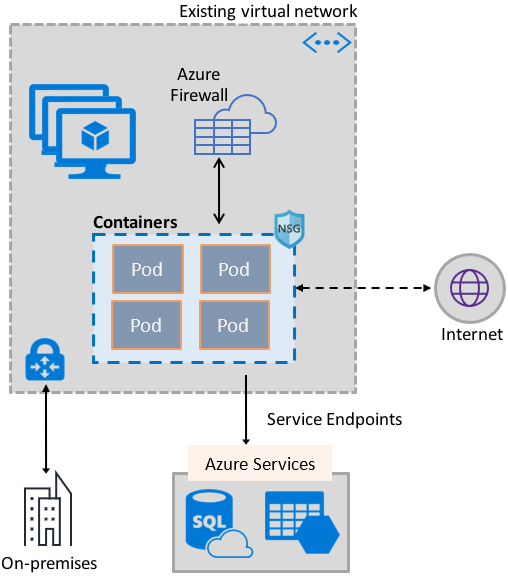 Existing virtual network
Azure
Firewall
Containers
NSG
Pod
Pod
Pod
Pod
Internet
Service Endpoints
Azure Services
SQL
On-premises